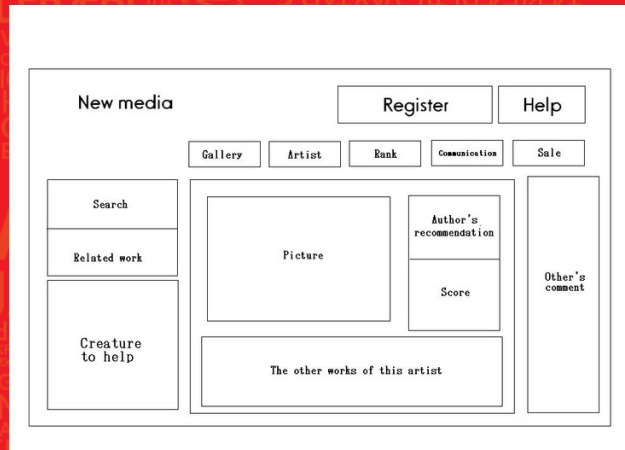 New media
Register
Help
Gallery
Artist
Rank
Communication
Sale
Search
Related work
Creature
to help
Picture
Author's
recommendation
Score
The other works of this artist
Other's
comment